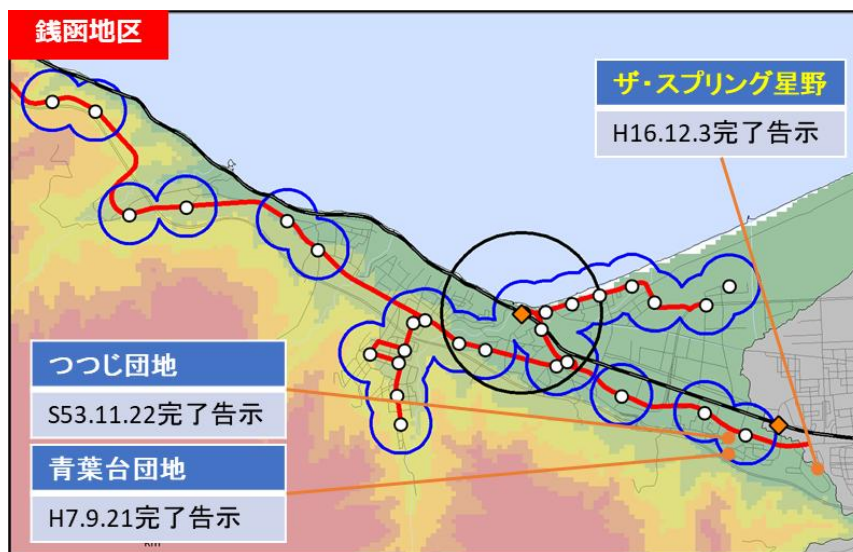 銭函地区
ザ・スプリング星野
H16.12.3完了告示
つつじ団地
S53.11.22完了告示
青葉台団地
H7.9.21完了告示
km